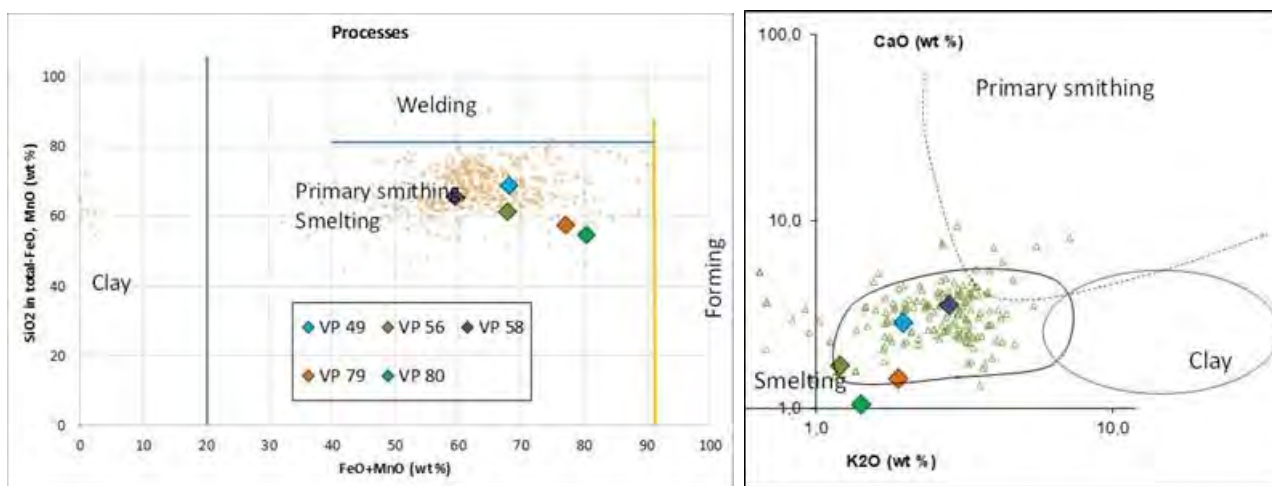 Processes
SiO2 in total-FeO, MnO (wt %)
100
80
60
40
20
0
Welding
Primary smithing
Smelting
Clay
Forming
VP 49
VP 56
VP 58
VP 79
VP 80
0
10
20
30
40
50
60
70
80
90
100
FeO+MnO (wt %)
100.0
CaO (wt %)
Primary smithing
10.0
Clay
Smelting
1.0
1.0
10.0
K2O (wt %)